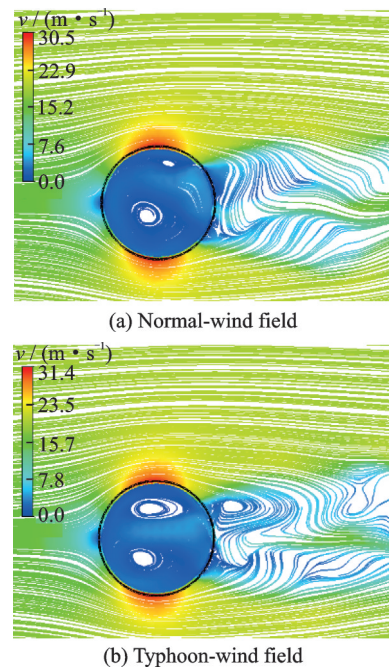 v / (m • s⁻¹)
30.5
22.9
15.2
7.6
0.0
(a) Normal-wind field
v / (m • s⁻¹)
31.4
23.5
15.7
7.8
0.0
(b) Typhoon-wind field